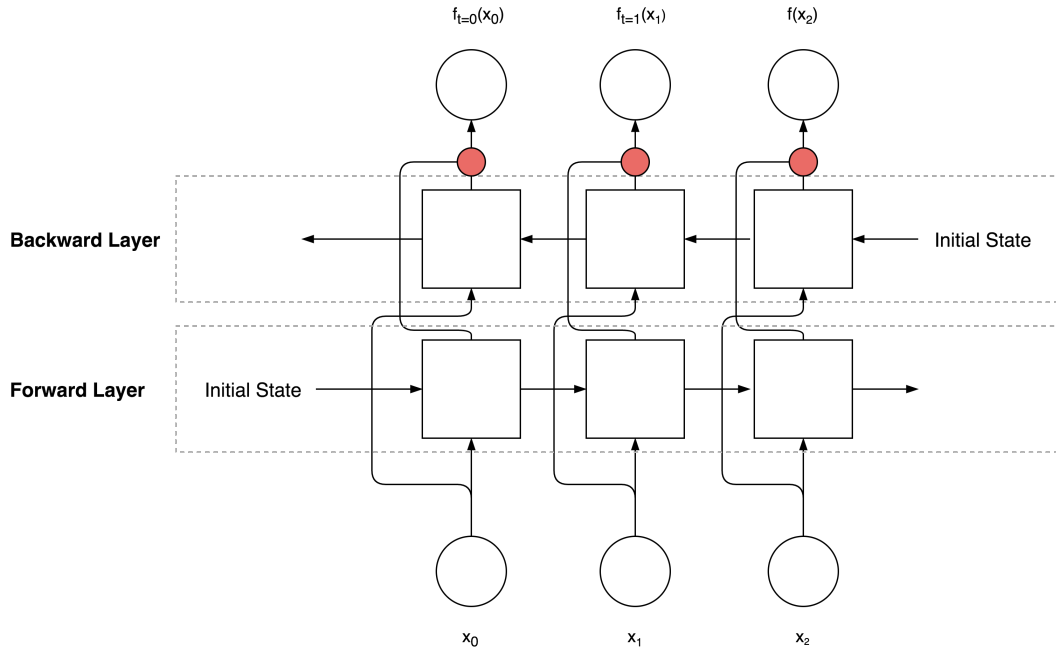 f_{t=0}(x_0) f_{t=1}(x_1) f(x_2)
Backward Layer Initial State
Forward Layer Initial State
x_0 x_1 x_2